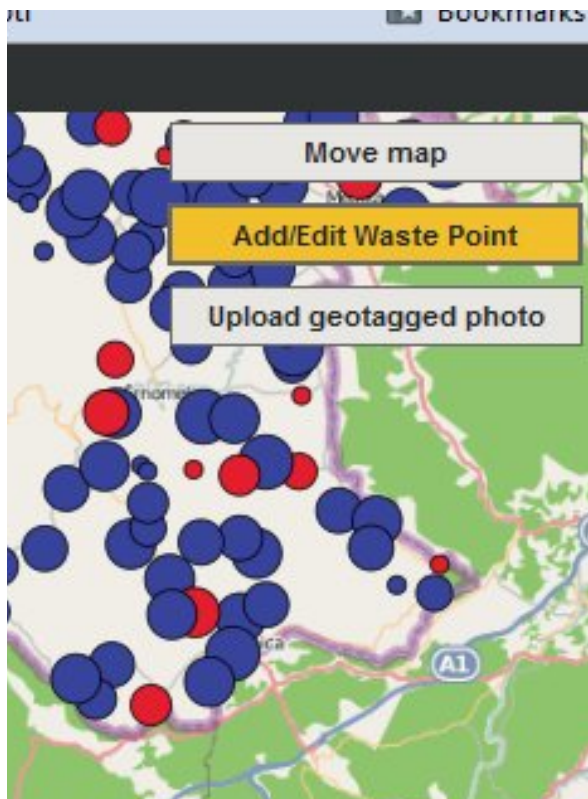 Bookmarks
Move map
Add/Edit Waste Point
Upload geotagged photo
A1